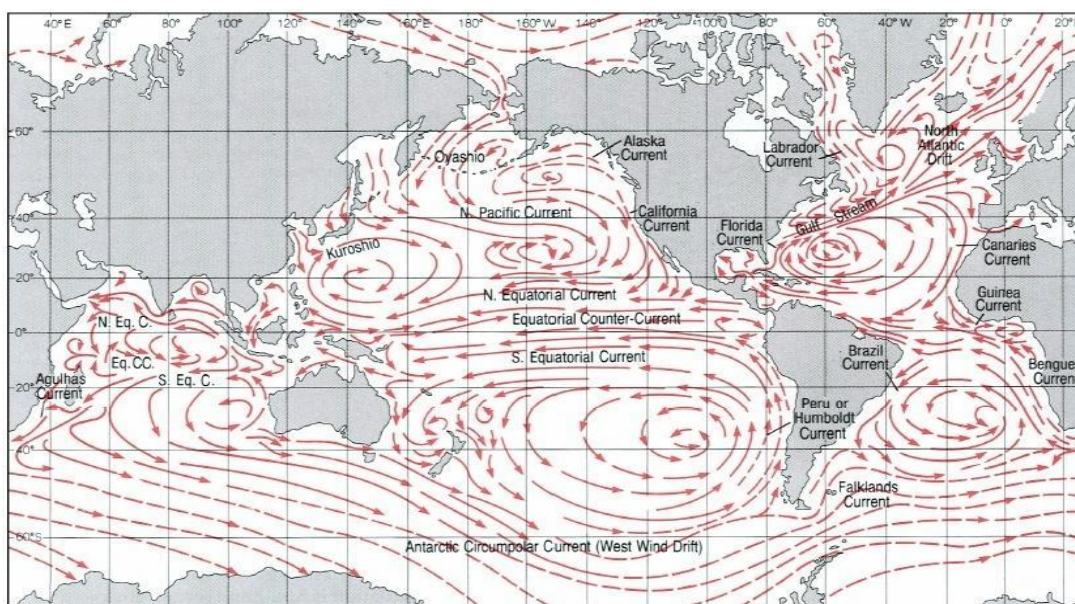 40° 60° 80° 100° 120° E 140° 160° 180° 160° W 140° 120° 100° 80° 60° 40° W 20° 0° 20° E
60°
Oyashio
Alaska
Current
Labrador
Current
North
Atlantic
Drift
40°
Kuroshio
N. Pacific Current
California
Current
Florida
Current
Gulf Stream
Canaries
Current
20°
N. Equatorial Current
Guinea
Current
N. Eq. C.
Equatorial Counter-Current
0°
Eq.CC.
S. Equatorial Current
Brazil
Current
Bengue
Current
Agulhas
Current
S. Eq. C.
20°
Peru or
Humboldt
Current
40°
Falklands
Current
60°S
Antarctic Circumpolar Current (West Wind Drift)